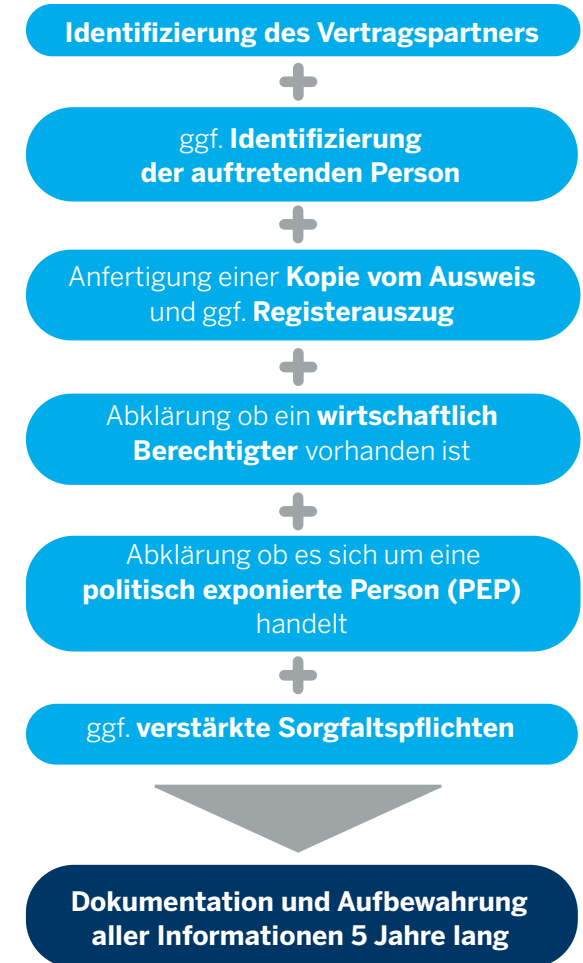 Identifizierung des Vertragspartners
ggf. Identifizierung
der auftretenden Person
Anfertigung einer Kopie vom Ausweis
und ggf. Registerauszug
Abklärung ob ein wirtschaftlich
Berechtigter vorhanden ist
Abklärung ob es sich um eine
politisch exponierte Person (PEP)
handelt
ggf. verstärkte Sorgfaltspflichten
Dokumentation und Aufbewahrung
aller Informationen 5 Jahre lang